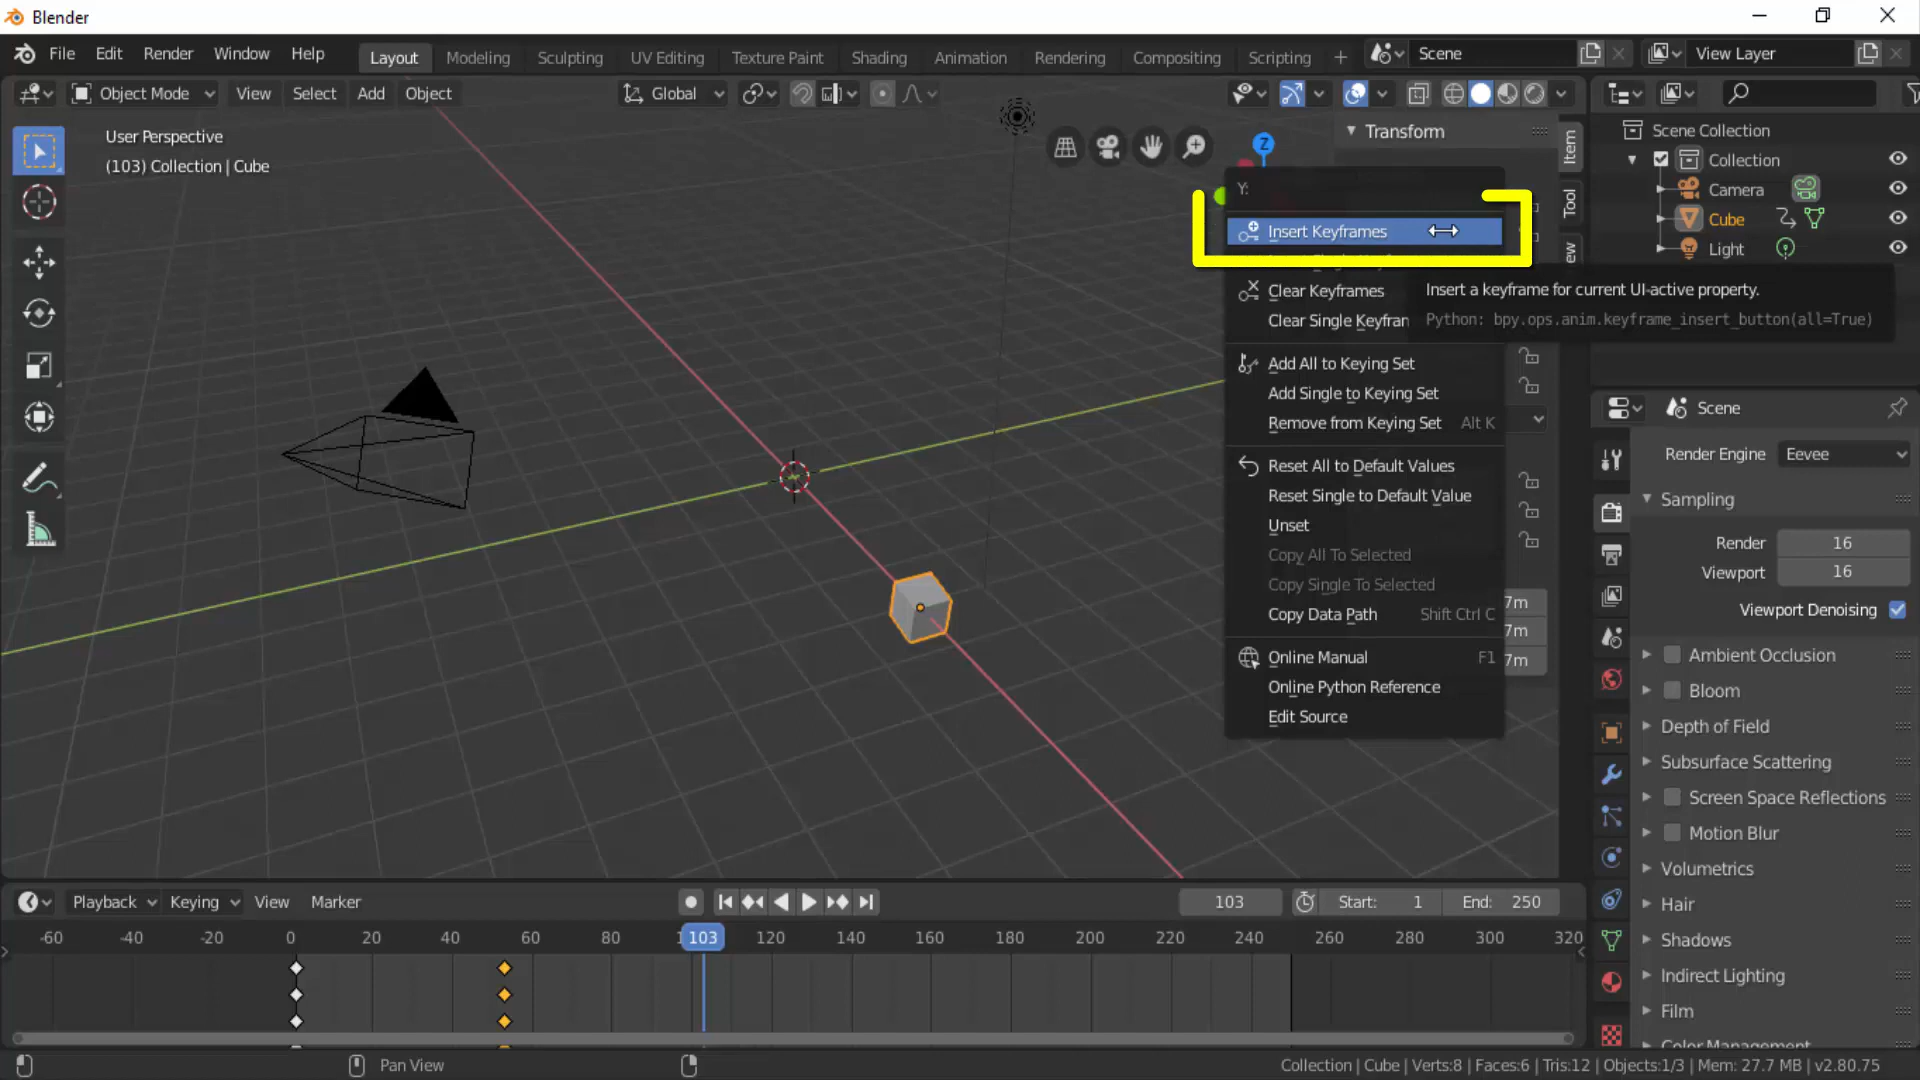 Blender
File Edit Render Window Help Layout Modeling Sculpting UV Editing Texture Paint Shading Animation Rendering Compositing Scripting + Scene View Layer
Object Mode View Select Add Object Global
User Perspective
(103) Collection | Cube
Z
Y:
Insert Keyframes
Clear Keyframes
Clear Single Keyfran
Add All to Keying Set
Add Single to Keying Set
Remove from Keying Set Alt K
Reset All to Default Values
Reset Single to Default Value
Unset
Copy All To Selected
Copy Single To Selected
Copy Data Path Shift Ctrl C
Online Manual F1
Online Python Reference
Edit Source
Insert a keyframe for current UI-active property.
Python: bpy.ops.anim.keyframe_insert_button(all=True)
Transform
Item
Tool
ew
7m
7m
7m
Scene Collection
Collection
Camera
Cube
Light
Scene
Render Engine Eevee
Sampling
Render 16
Viewport 16
Viewport Denoising
Ambient Occlusion
Bloom
Depth of Field
Subsurface Scattering
Screen Space Reflections
Motion Blur
Volumetrics
Hair
Shadows
Indirect Lighting
Film
Color Management
Playback Keying View Marker 103 Start: 1 End: 250
-60 -40 -20 0 20 40 60 80 1 103 120 140 160 180 200 220 240 260 280 300 320
Pan View
Collection | Cube | Verts:8 | Faces:6 | Tris:12 | Objects:1/3 | Mem: 27.7 MB | v2.80.75